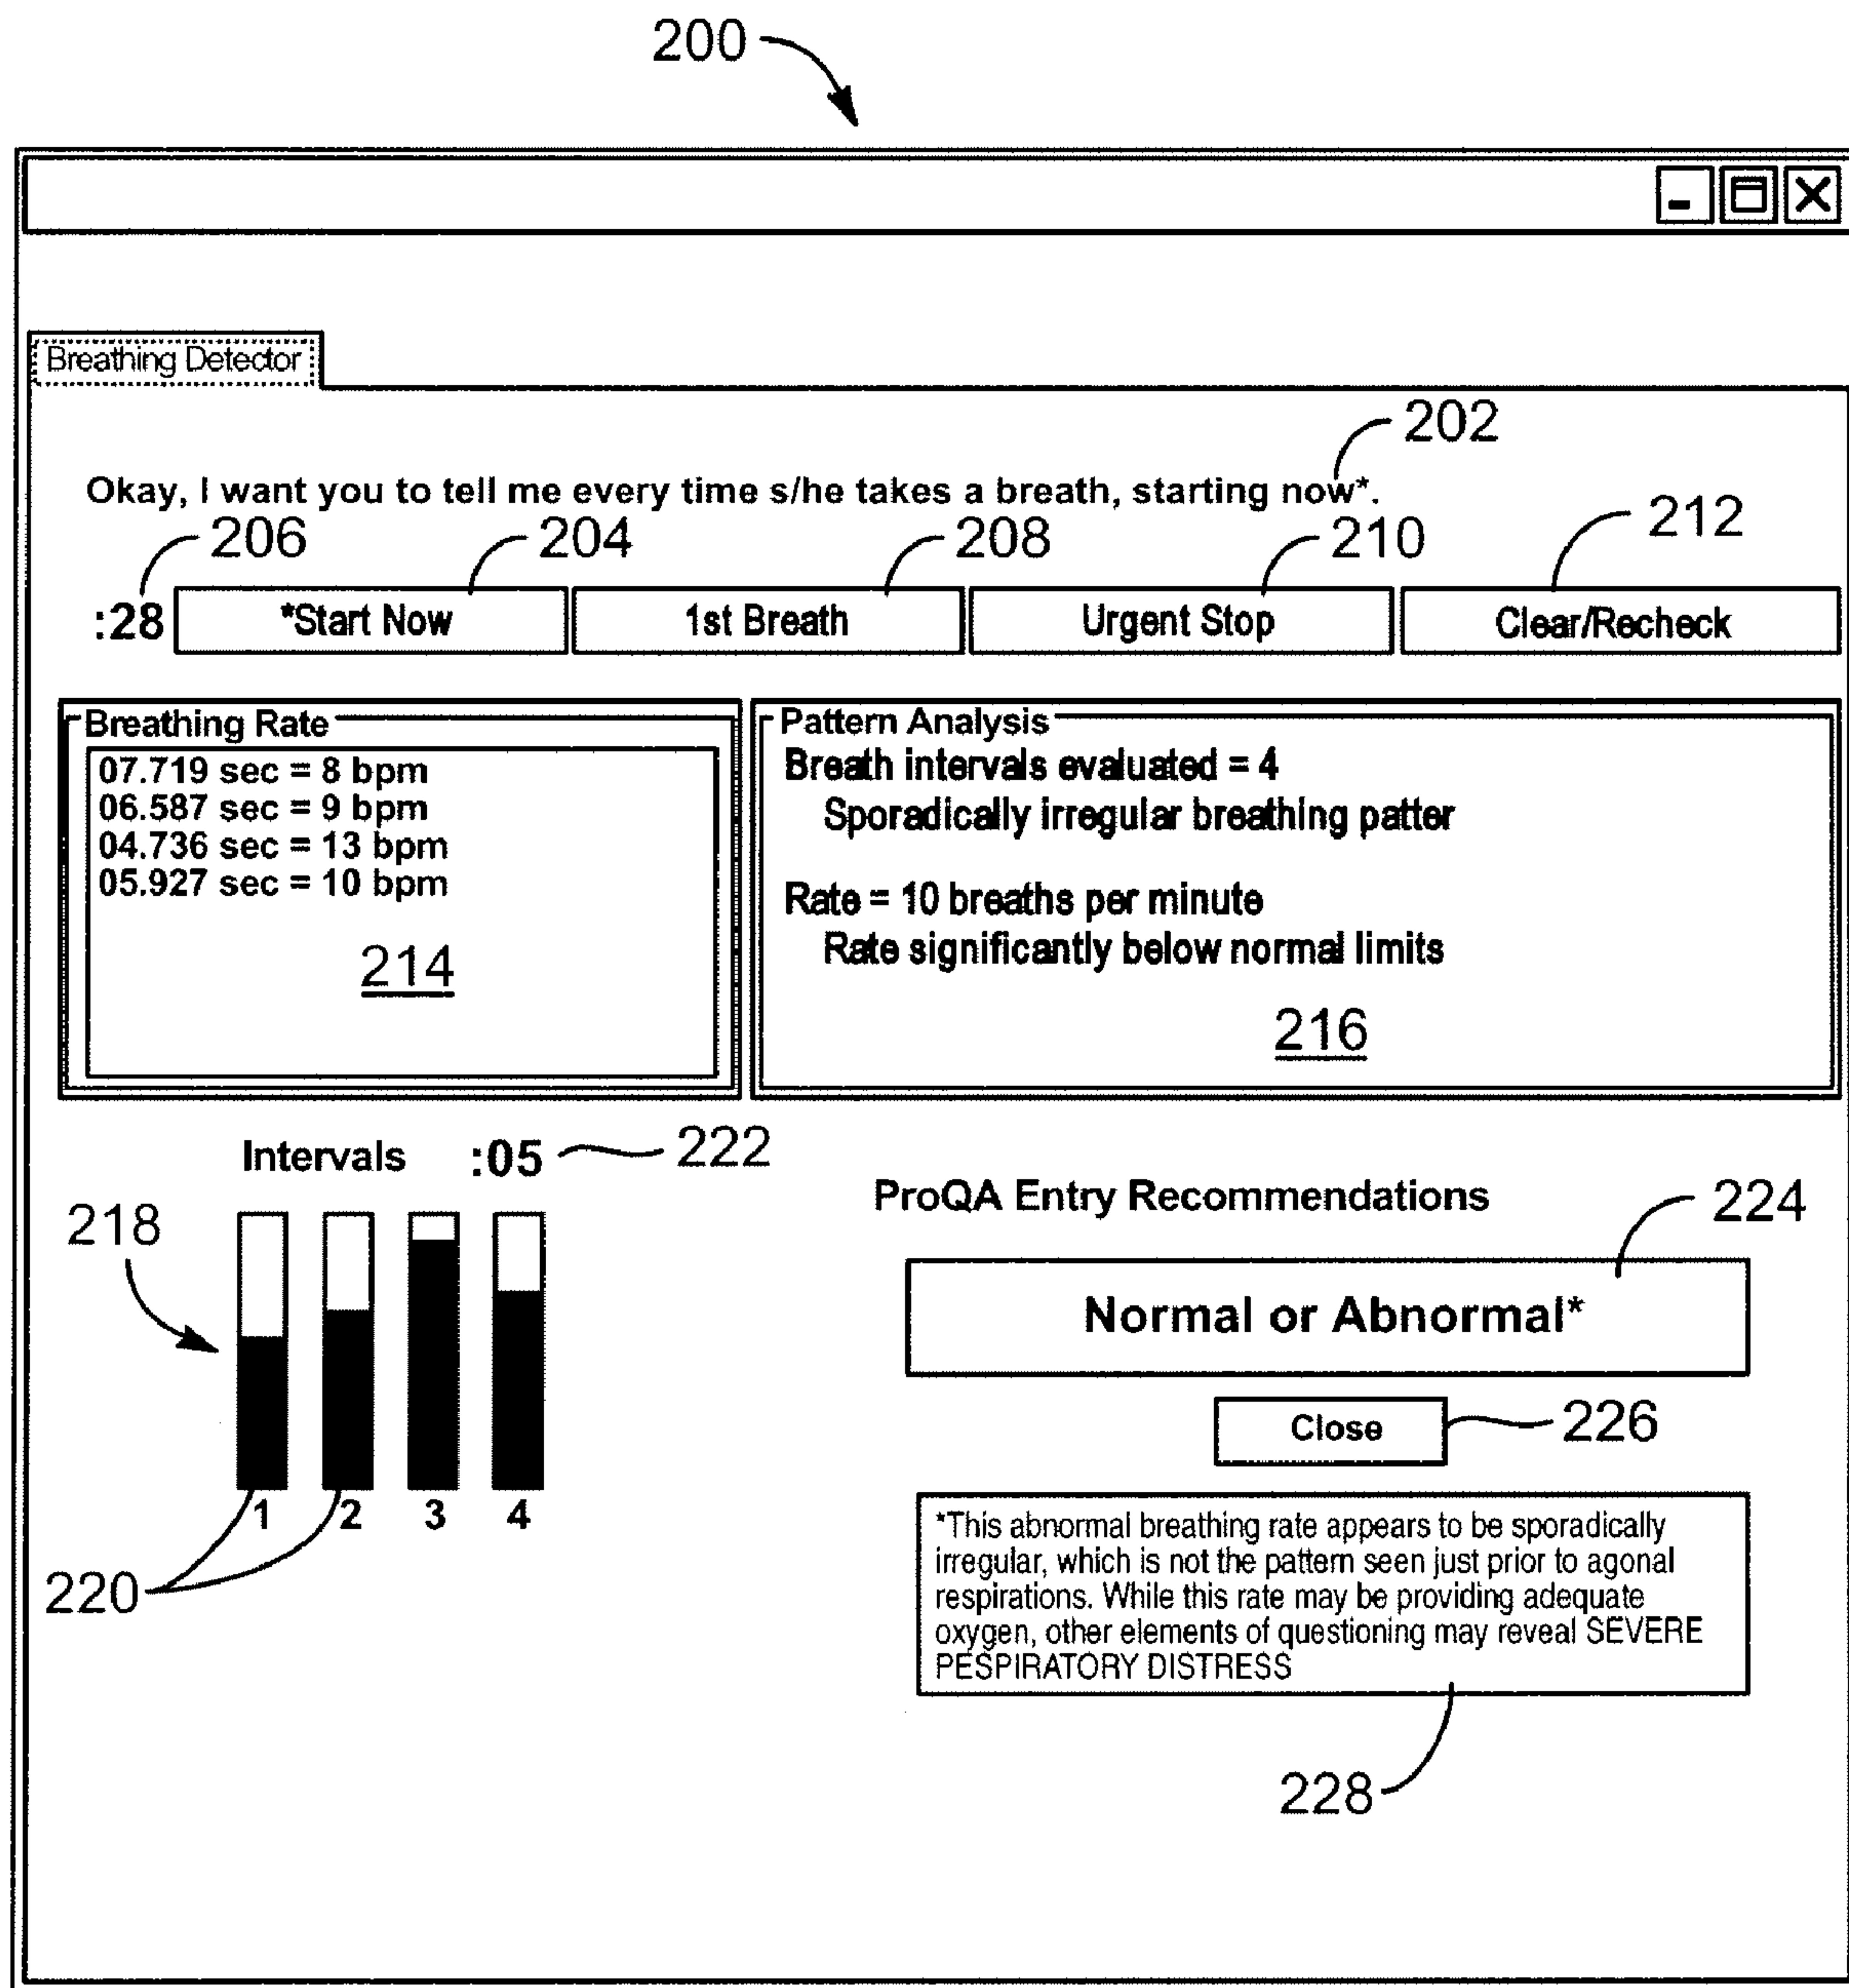 200
Breathing Detector
202
Okay, I want you to tell me every time s/he takes a breath, starting now*.
206 204 208 210 212
:28 *Start Now 1st Breath Urgent Stop Clear/Recheck
Breathing Rate
07.719 sec = 8 bpm
06.587 sec = 9 bpm
04.736 sec = 13 bpm
05.927 sec = 10 bpm
214
Pattern Analysis
Breath intervals evaluated = 4
Sporadically irregular breathing patter
Rate = 10 breaths per minute
Rate significantly below normal limits
216
Intervals :05 222
218
1 2 3 4
220
ProQA Entry Recommendations
224
Normal or Abnormal*
Close 226
*This abnormal breathing rate appears to be sporadically
irregular, which is not the pattern seen just prior to agonal
respirations. While this rate may be providing adequate
oxygen, other elements of questioning may reveal SEVERE
PESPIRATORY DISTRESS
228